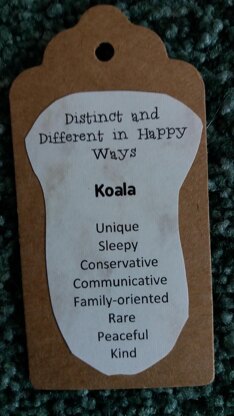 Distinct and
Different in Happy
Ways
Koala
Unique
Sleepy
Conservative
Communicative
Family-oriented
Rare
Peaceful
Kind